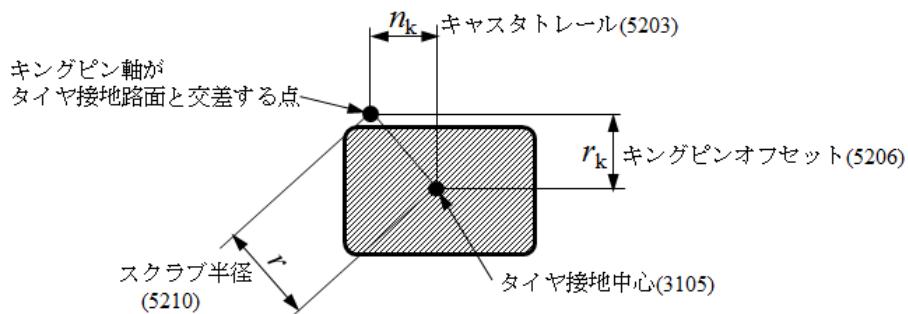 n_k キャスタトレール(5203)
キングピン軸が
タイヤ接地路面と交差する点
r_k キングピンオフセット(5206)
r
スクラブ半径
(5210)
タイヤ接地中心(3105)